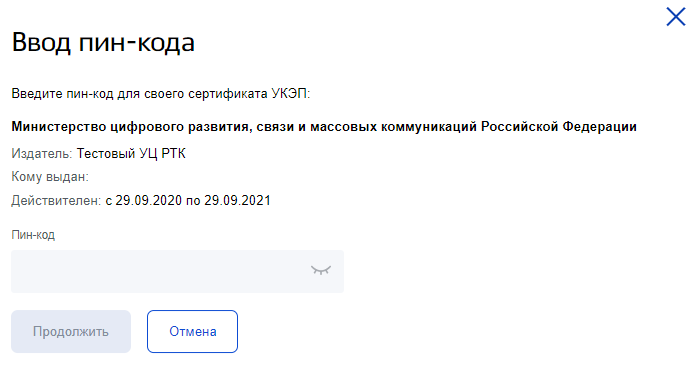 Ввод пин-кода
Введите пин-код для своего сертификата УКЭП:
Министерство цифрового развития, связи и массовых коммуникаций Российской Федерации
Издатель: Тестовый УЦ РТК
Кому выдан:
Действителен: с 29.09.2020 по 29.09.2021
Пин-код
Продолжить Отмена